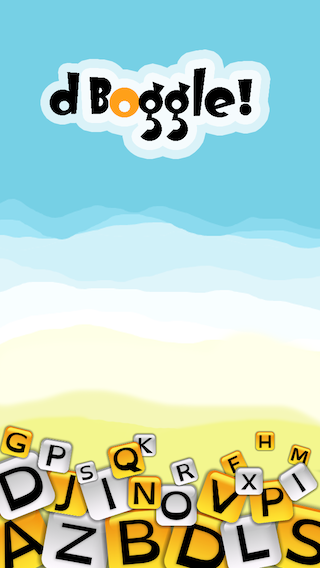 d Boggle!
G P S Q K R F H M
D J I N O V X P I
A Z B D L S